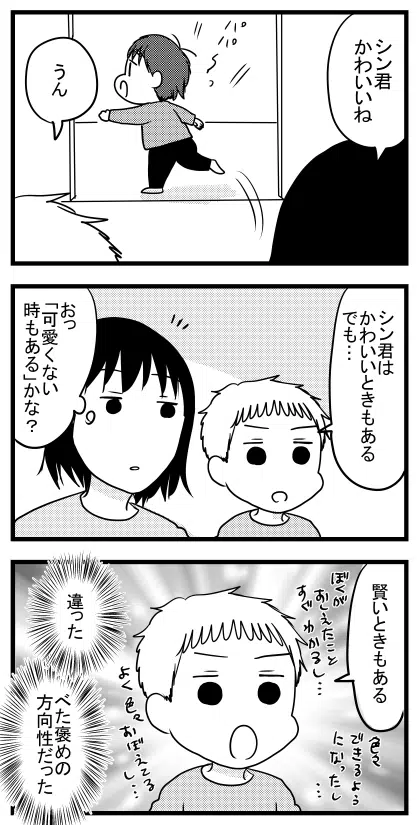 シン君
かわいいね
うん
シン君は
かわいいときもある
でも…
おっ
「可愛くない
時もある」かな？
賢いときもある
ぼくが
おしえたこと
すぐわかるし…
色々
できるよう
になったし
…
よく色々
おぼえてる
し…
違った
べた褒めの
方向性だった